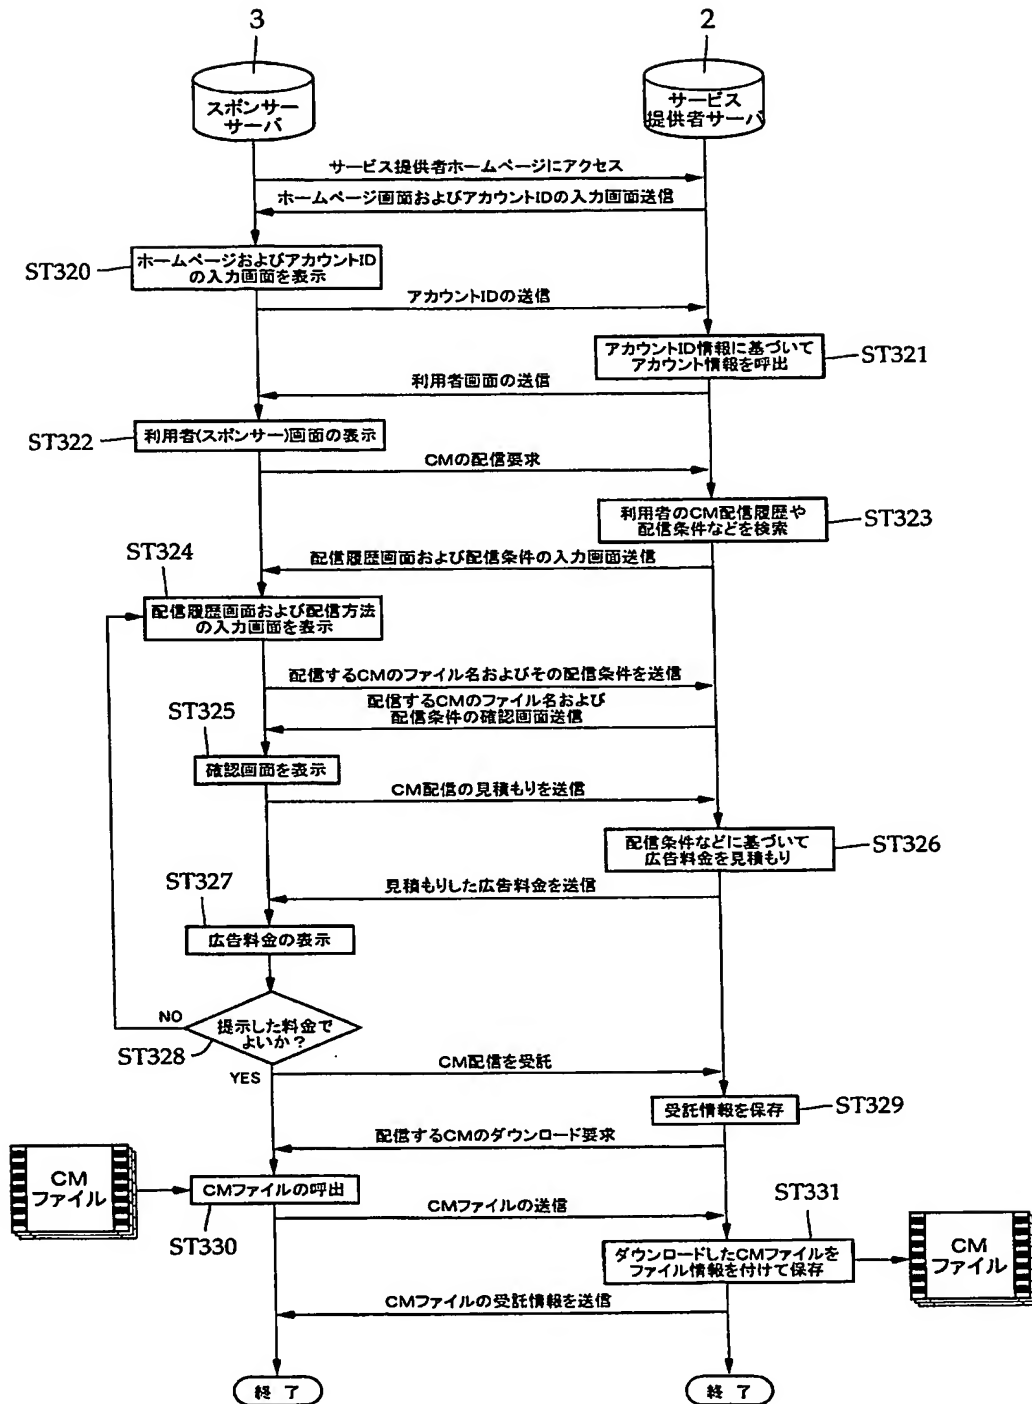 3
2
スポンサー
サーバ
サービス
提供者サーバ
サービス提供者ホームページにアクセス
ホームページ画面およびアカウントIDの入力画面送信
ST320
ホームページおよびアカウントID
の入力画面を表示
アカウントIDの送信
アカウントID情報に基づいて
アカウント情報を呼出
ST321
利用者画面の送信
ST322
利用者(スポンサー)画面の表示
CMの配信要求
利用者のCM配信履歴や
配信条件などを検索
ST323
ST324
配信履歴画面および配信条件の入力画面送信
配信履歴画面および配信方法
の入力画面を表示
配信するCMのファイル名およびその配信条件を送信
配信するCMのファイル名および
配信条件の確認画面送信
ST325
確認画面を表示
CM配信の見積もりを送信
配信条件などに基づいて
広告料金を見積もり
ST326
ST327
見積もりした広告料金を送信
広告料金の表示
NO
提示した料金で
よいか?
ST328
YES
CM配信を受託
受託情報を保存
ST329
配信するCMのダウンロード要求
CM
ファイル
CMファイルの呼出
ST330
CMファイルの送信
ST331
ダウンロードしたCMファイルを
ファイル情報を付けて保存
CM
ファイル
CMファイルの受託情報を送信
終了
終了